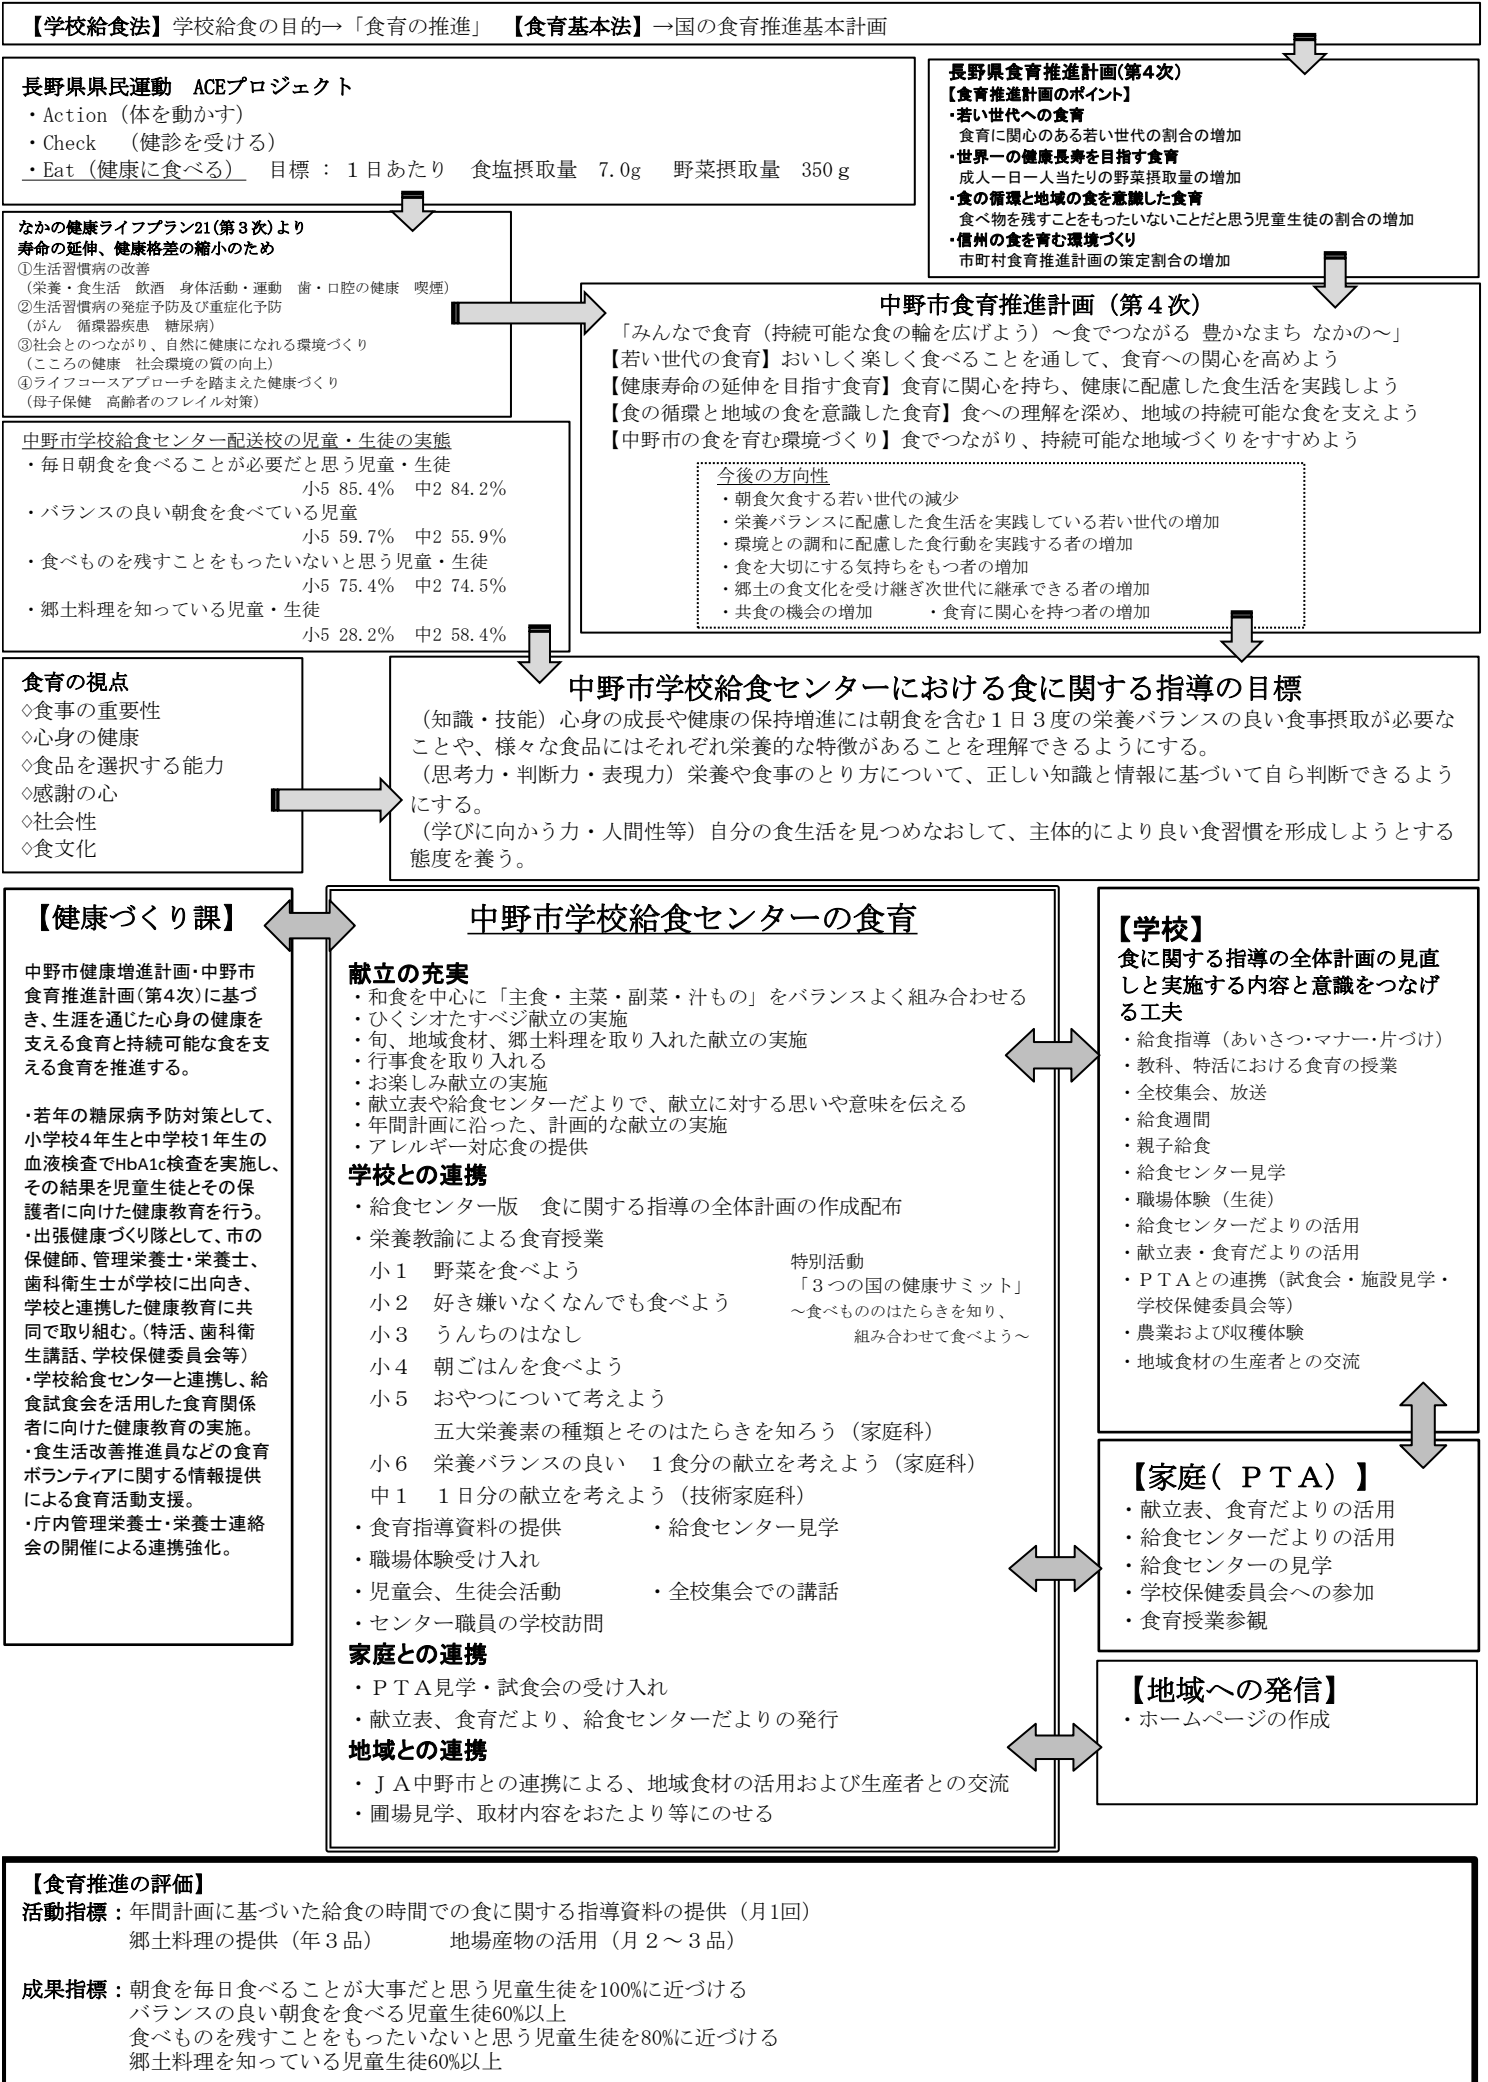 【学校給食法】学校給食の目的→「食育の推進」　【食育基本法】→国の食育推進基本計画
長野県県民運動　ACEプロジェクト
・Action（体を動かす）
・Check　（健診を受ける）
・Eat（健康に食べる）　目標 ： １日あたり　食塩摂取量　7.0g　野菜摂取量　350ｇ
長野県食育推進計画(第４次)
【食育推進計画のポイント】
・若い世代への食育
食育に関心のある若い世代の割合の増加
・世界一の健康長寿を目指す食育
成人一日一人当たりの野菜摂取量の増加
・食の循環と地域の食を意識した食育
食べ物を残すことをもったいないことだと思う児童生徒の割合の増加
・信州の食を育む環境づくり
市町村食育推進計画の策定割合の増加
なかの健康ライフプラン21(第３次)より
寿命の延伸、健康格差の縮小のため
①生活習慣病の改善
（栄養・食生活　飲酒　身体活動・運動　歯・口腔の健康　喫煙）
②生活習慣病の発症予防及び重症化予防
（がん　循環器疾患　糖尿病）
③社会とのつながり、自然に健康になれる環境づくり
（こころの健康　社会環境の質の向上）
④ライフコースアプローチを踏まえた健康づくり
（母子保健　高齢者のフレイル対策）
中野市食育推進計画（第４次）
「みんなで食育（持続可能な食の輪を広げよう）～食でつながる 豊かなまち なかの～」
【若い世代の食育】おいしく楽しく食べることを通して、食育への関心を高めよう
【健康寿命の延伸を目指す食育】食育に関心を持ち、健康に配慮した食生活を実践しよう
【食の循環と地域の食を意識した食育】食への理解を深め、地域の持続可能な食を支えよう
【中野市の食を育む環境づくり】食でつながり、持続可能な地域づくりをすすめよう
今後の方向性
・朝食欠食する若い世代の減少
・栄養バランスに配慮した食生活を実践している若い世代の増加
・環境との調和に配慮した食行動を実践する者の増加
・食を大切にする気持ちをもつ者の増加
・郷土の食文化を受け継ぎ次世代に継承できる者の増加
・共食の機会の増加　　　・食育に関心を持つ者の増加
中野市学校給食センター配送校の児童・生徒の実態
・毎日朝食を食べることが必要だと思う児童・生徒
小5 85.4%　中2 84.2%
・バランスの良い朝食を食べている児童
小5 59.7%　中2 55.9%
・食べものを残すことをもったいないと思う児童・生徒
小5 75.4%　中2 74.5%
・郷土料理を知っている児童・生徒
小5 28.2%　中2 58.4%
食育の視点
◊食事の重要性
◊心身の健康
◊食品を選択する能力
◊感謝の心
◊社会性
◊食文化
中野市学校給食センターにおける食に関する指導の目標
（知識・技能）心身の成長や健康の保持増進には朝食を含む１日３度の栄養バランスの良い食事摂取が必要な
ことや、様々な食品にはそれぞれ栄養的な特徴があることを理解できるようにする。
（思考力・判断力・表現力）栄養や食事のとり方について、正しい知識と情報に基づいて自ら判断できるよう
にする。
（学びに向かう力・人間性等）自分の食生活を見つめなおして、主体的により良い食習慣を形成しようとする
態度を養う。
【健康づくり課】
中野市健康増進計画・中野市
食育推進計画（第４次）に基づ
き、生涯を通じた心身の健康を
支える食育と持続可能な食を支
える食育を推進する。
・若年の糖尿病予防対策として、
小学校４年生と中学校１年生の
血液検査でHbA1c検査を実施し、
その結果を児童生徒とその保
護者に向けた健康教育を行う。
・出張健康づくり隊として、市の
保健師、管理栄養士・栄養士、
歯科衛生士が学校に出向き、
学校と連携した健康教育に共
同で取り組む。（特活、歯科衛
生講話、学校保健委員会等）
・学校給食センターと連携し、給
食試食会を活用した食育関係
者に向けた健康教育の実施。
・食生活改善推進員などの食育
ボランティアに関する情報提供
による食育活動支援。
・庁内管理栄養士・栄養士連絡
会の開催による連携強化。
中野市学校給食センターの食育
献立の充実
・和食を中心に「主食・主菜・副菜・汁もの」をバランスよく組み合わせる
・ひくシオたすベジ献立の実施
・旬、地域食材、郷土料理を取り入れた献立の実施
・行事食を取り入れる
・お楽しみ献立の実施
・献立表や給食センターだよりで、献立に対する思いや意味を伝える
・年間計画に沿った、計画的な献立の実施
・アレルギー対応食の提供
学校との連携
・給食センター版　食に関する指導の全体計画の作成配布
・栄養教諭による食育授業
小１　野菜を食べよう
小２　好き嫌いなくなんでも食べよう
小３　うんちのはなし
小４　朝ごはんを食べよう
小５　おやつについて考えよう
五大栄養素の種類とそのはたらきを知ろう（家庭科）
小６　栄養バランスの良い　１食分の献立を考えよう（家庭科）
中１　１日分の献立を考えよう（技術家庭科）
特別活動
「３つの国の健康サミット」
～食べもののはたらきを知り、
組み合わせて食べよう～
・食育指導資料の提供　　　　・給食センター見学
・職場体験受け入れ
・児童会、生徒会活動　　　　・全校集会での講話
・センター職員の学校訪問
家庭との連携
・ＰＴＡ見学・試食会の受け入れ
・献立表、食育だより、給食センターだよりの発行
地域との連携
・ＪＡ中野市との連携による、地域食材の活用および生産者との交流
・圃場見学、取材内容をおたより等にのせる
【学校】
食に関する指導の全体計画の見直
しと実施する内容と意識をつなげ
る工夫
・給食指導（あいさつ・マナー・片づけ）
・教科、特活における食育の授業
・全校集会、放送
・給食週間
・親子給食
・給食センター見学
・職場体験（生徒）
・給食センターだよりの活用
・献立表・食育だよりの活用
・ＰＴＡとの連携（試食会・施設見学・
学校保健委員会等）
・農業および収穫体験
・地域食材の生産者との交流
【家庭(　ＰＴＡ）】
・献立表、食育だよりの活用
・給食センターだよりの活用
・給食センターの見学
・学校保健委員会への参加
・食育授業参観
【地域への発信】
・ホームページの作成
【食育推進の評価】
活動指標：年間計画に基づいた給食の時間での食に関する指導資料の提供（月1回）
郷土料理の提供（年３品）　　　　地場産物の活用（月２～３品）
成果指標：朝食を毎日食べることが大事だと思う児童生徒を100%に近づける
バランスの良い朝食を食べる児童生徒60%以上
食べものを残すことをもったいないと思う児童生徒を80%に近づける
郷土料理を知っている児童生徒60%以上